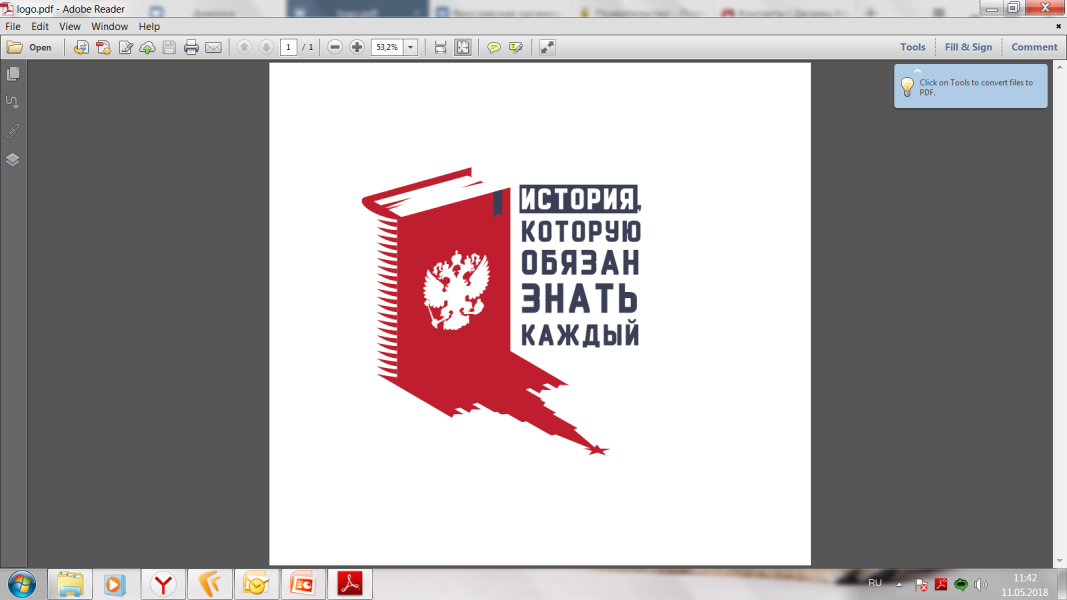 logo.pdf - Adobe Reader
File Edit View Window Help
Open 1 / 1 53,2% Tools Fill & Sign Comment
Click on Tools to convert files to
PDF.
ИСТОРИЯ,
КОТОРУЮ
ОБЯЗАН
ЗНАТЬ
КАЖДЫЙ
RU 11:42
11.05.2018